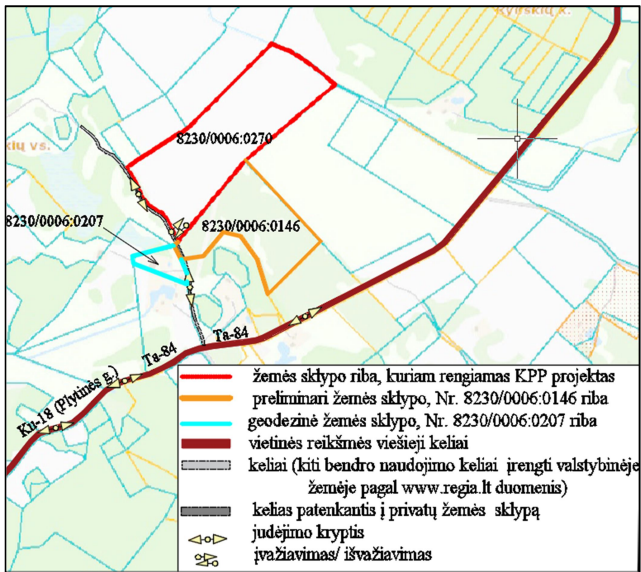 Ryliškių k.
8230/0006:0270
kių vs.
8230/0006:0207
8230/0006:0146
Ta-84
Ta-84
Ku-18 (Plytinės g.)
žemės sklypo riba, kuriam rengiamas KPP projektas
preliminari žemės sklypo, Nr. 8230/0006:0146 riba
geodezinė žemės sklypo, Nr. 8230/0006:0207 riba
vietinės reikšmės viešieji keliai
keliai (kiti bendro naudojimo keliai įrengti valstybinėje
žemėje pagal www.regia.lt duomenis)
kelias patenkantis į privatų žemės sklypą
judėjimo kryptis
įvažiavimas/ išvažiavimas